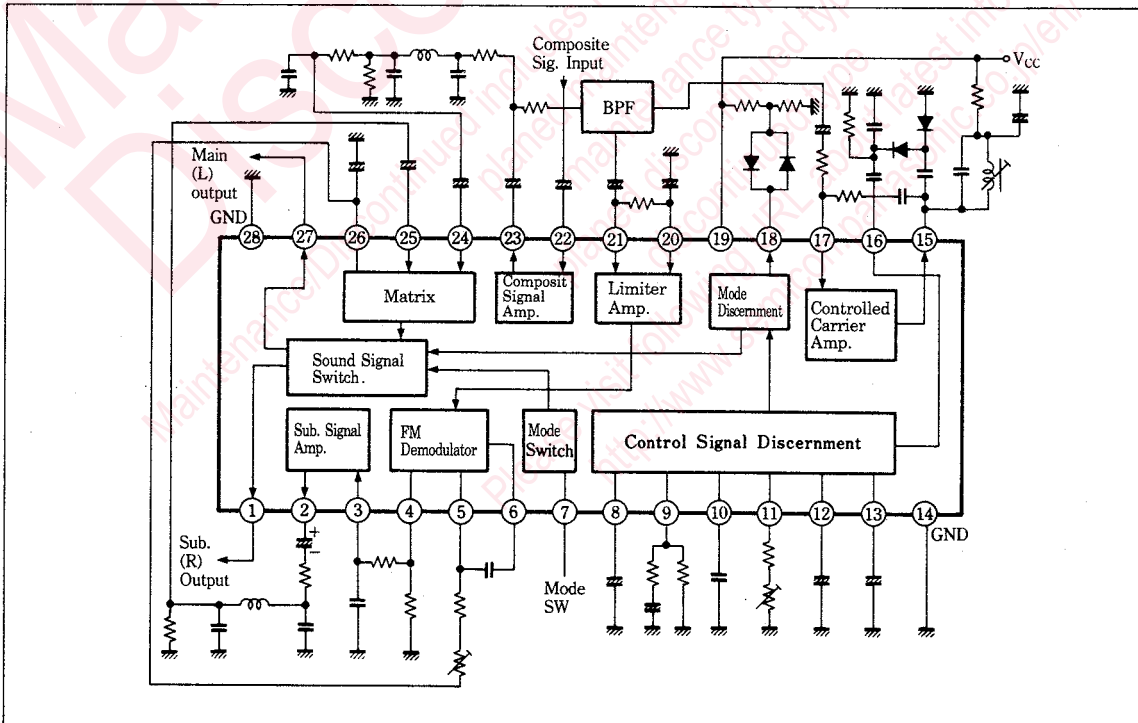 Composite
Sig. Input
BPF
VCC
Main
(L)
output
GND
28
27
26
25
24
23
22
21
20
19
18
17
16
15
Matrix
Composit
Signal
Amp.
Limiter
Amp.
Mode
Discernment
Controlled
Carrier
Amp.
Sound Signal
Switch.
Sub. Signal
Amp.
FM
Demodulator
Mode
Switch
Control Signal Discernment
1
2
3
4
5
6
7
8
9
10
11
12
13
14
GND
+
−
Sub.
(R)
Output
Mode
SW